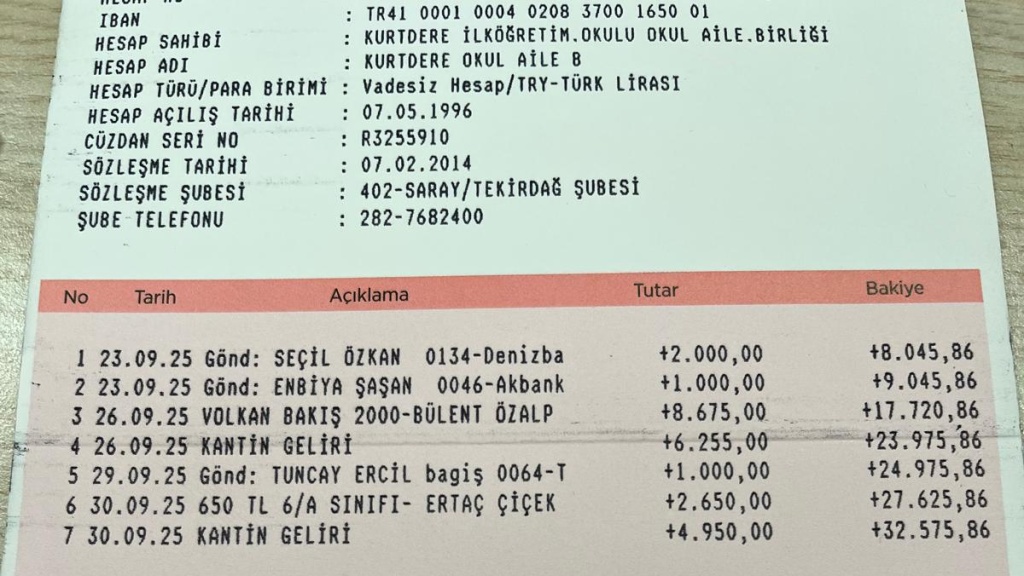 IBAN : TR41 0001 0004 0208 3700 1650 01
HESAP SAHİBİ : KURTDERE İLKÖĞRETİM.OKULU OKUL AİLE.BİRLİĞİ
HESAP ADI : KURTDERE OKUL AİLE B
HESAP TÜRÜ/PARA BİRİMİ : Vadesiz Hesap/TRY-TÜRK LİRASI
HESAP AÇILIŞ TARİHİ : 07.05.1996
CÜZDAN SERİ NO : R3255910
SÖZLEŞME TARİHİ : 07.02.2014
SÖZLEŞME ŞUBESİ : 402-SARAY/TEKİRDAĞ ŞUBESİ
ŞUBE TELEFONU : 282-7682400
No Tarih Açıklama Tutar Bakiye
1 23.09.25 Gönd: SEÇİL ÖZKAN 0134-Denizba +2.000,00 +8.045,86
2 23.09.25 Gönd: ENBİYA ŞAŞAN 0046-Akbank +1.000,00 +9.045,86
3 26.09.25 VOLKAN BAKIŞ 2000-BÜLENT ÖZALP +8.675,00 +17.720,86
4 26.09.25 KANTİN GELİRİ +6.255,00 +23.975,86
5 29.09.25 Gönd: TUNCAY ERCİL bagiş 0064-T +1.000,00 +24.975,86
6 30.09.25 650 TL 6/A SINIFI- ERTAÇ ÇİÇEK +2.650,00 +27.625,86
7 30.09.25 KANTİN GELİRİ +4.950,00 +32.575,86